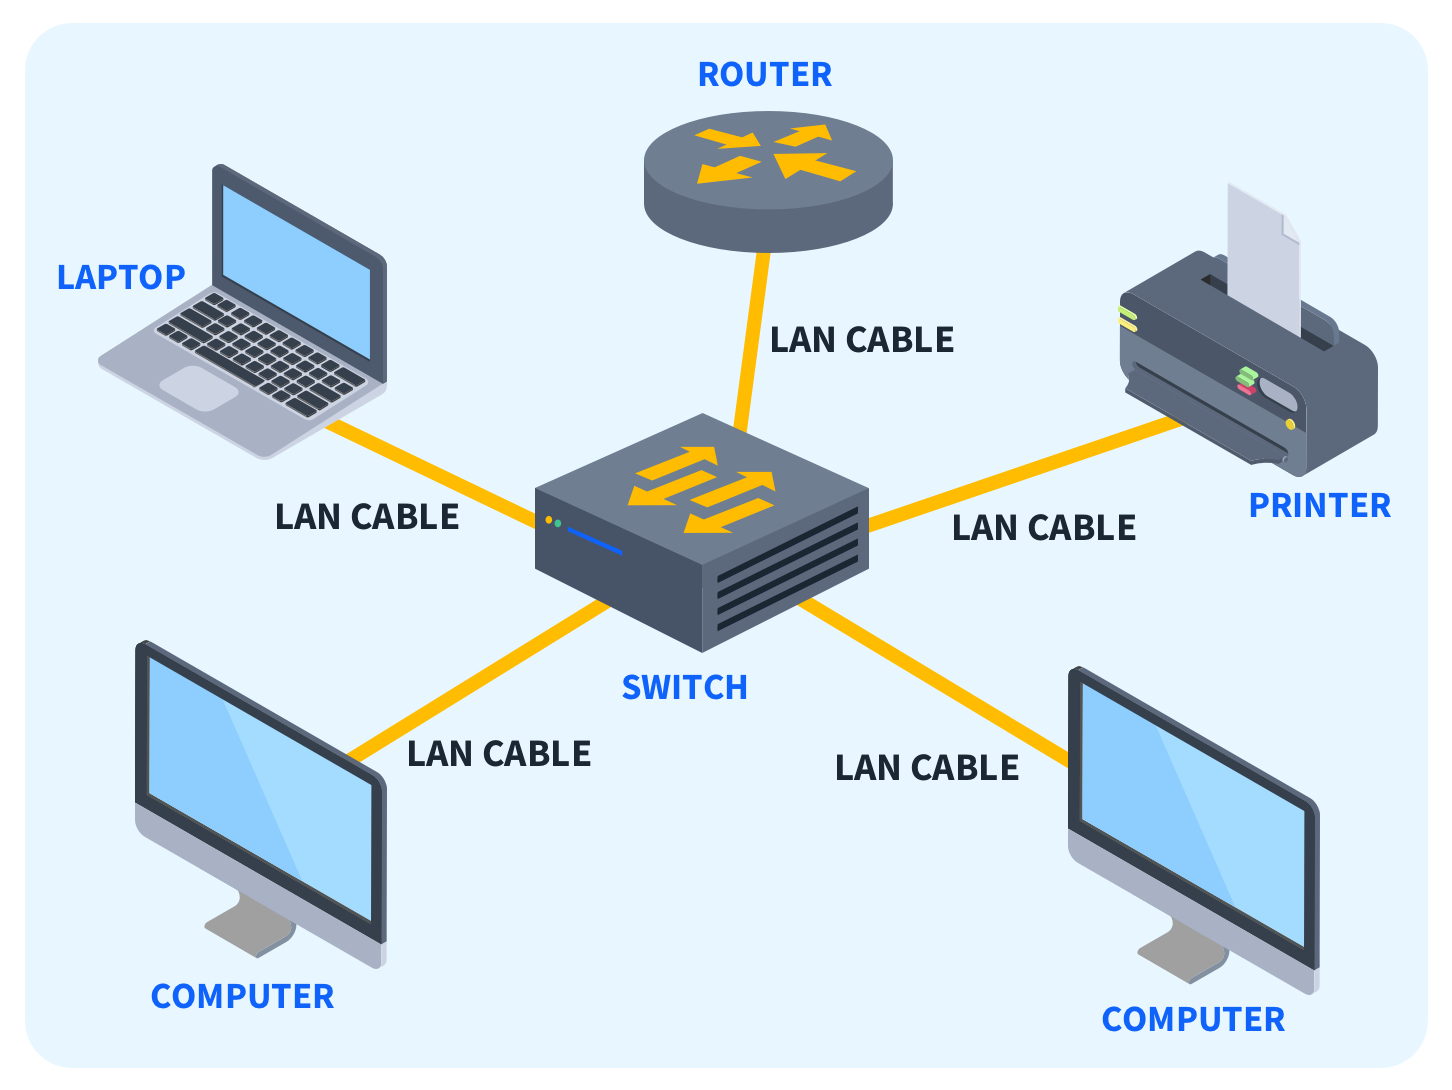 ROUTER
LAPTOP
LAN CABLE
PRINTER
LAN CABLE
LAN CABLE
SWITCH
LAN CABLE
LAN CABLE
COMPUTER
COMPUTER